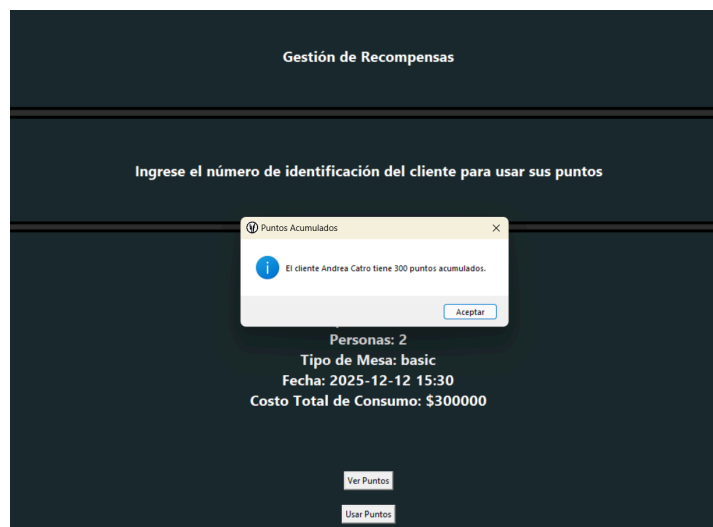 Gestión de Recompensas
Ingrese el número de identificación del cliente para usar sus puntos
Puntos Acumulados
El cliente Andrea Catro tiene 300 puntos acumulados.
Aceptar
Personas: 2
Tipo de Mesa: basic
Fecha: 2025-12-12 15:30
Costo Total de Consumo: $300000
Ver Puntos
Usar Puntos